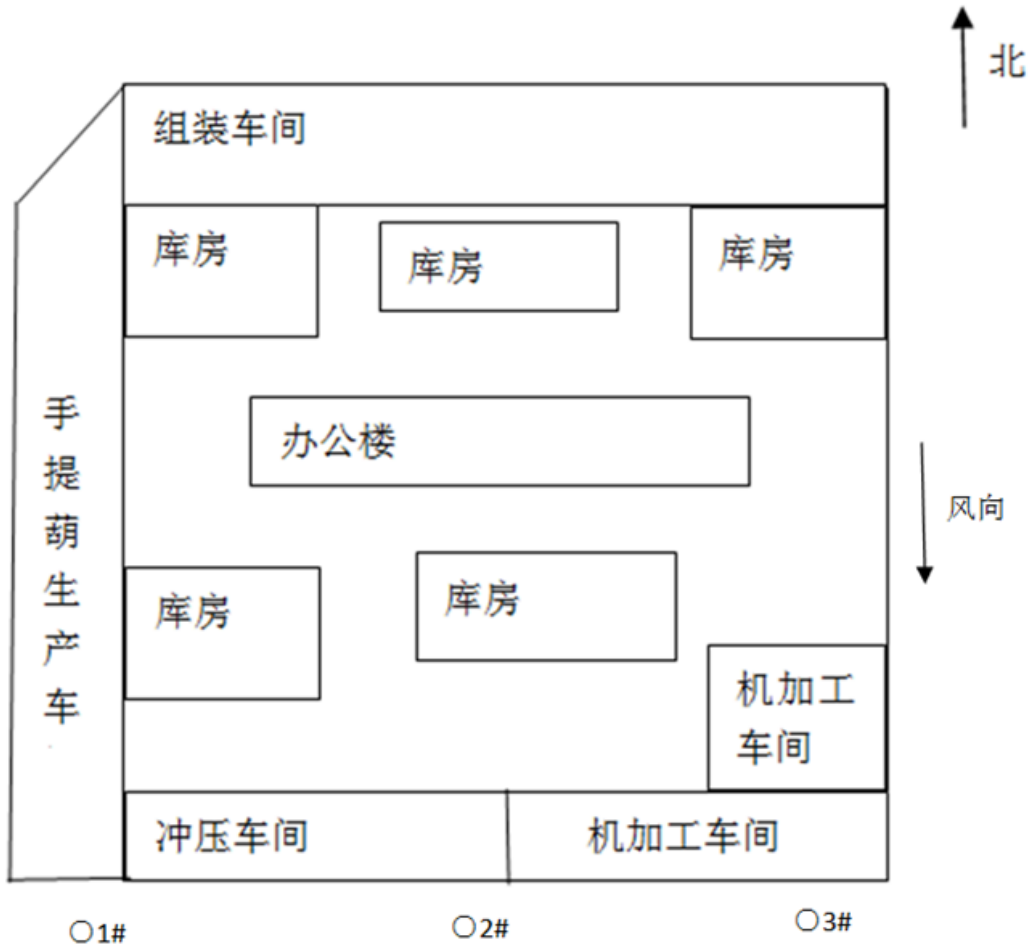 北
组装车间
库房
库房
库房
手提葫生产车
办公楼
风向
库房
库房
机加工
车间
冲压车间
机加工车间
○1#
○2#
○3#